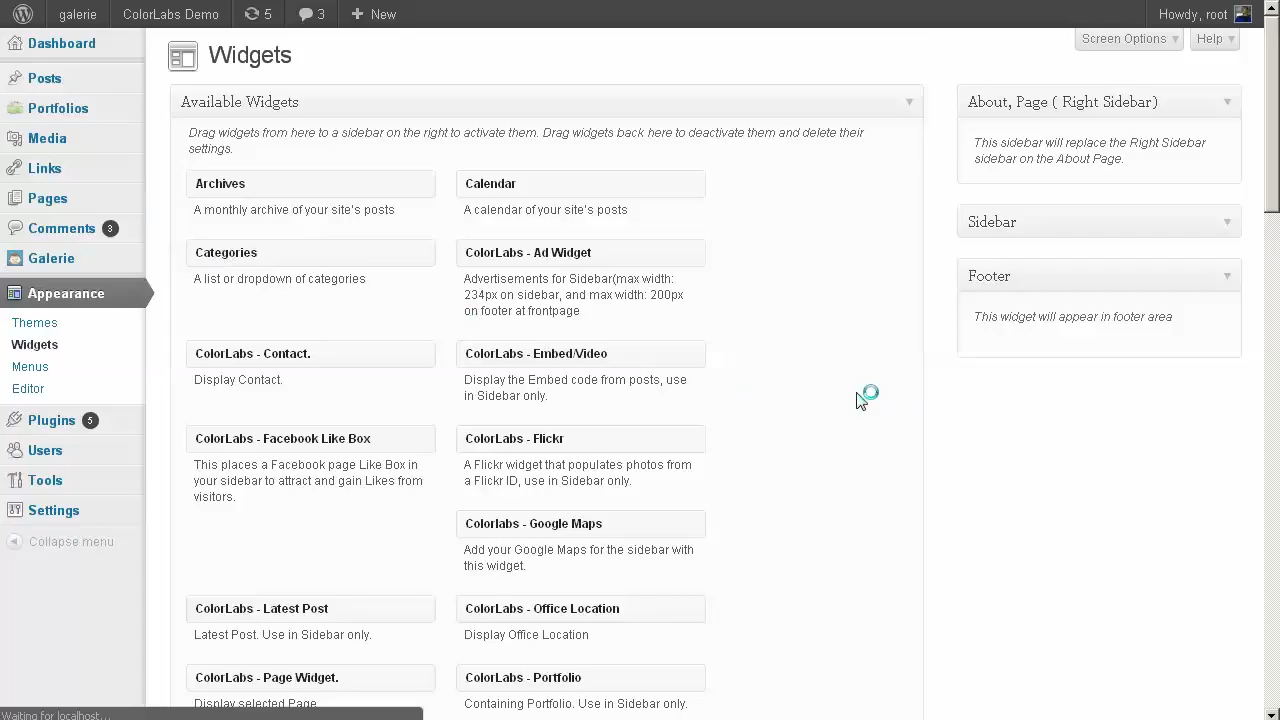 galerie
ColorLabs Demo
5
3
New
Howdy, root
Dashboard
Posts
Portfolios
Media
Links
Pages
Comments 3
Galerie
Appearance
Themes
Widgets
Menus
Editor
Plugins 5
Users
Tools
Settings
Collapse menu
Waiting for localhost...
Widgets
Screen Options
Help
Available Widgets
Drag widgets from here to a sidebar on the right to activate them. Drag widgets back here to deactivate them and delete their
settings.
Archives
A monthly archive of your site's posts
Calendar
A calendar of your site's posts
Categories
A list or dropdown of categories
ColorLabs - Ad Widget
Advertisements for Sidebar(max width:
234px on sidebar, and max width: 200px
on footer at frontpage
ColorLabs - Contact.
Display Contact.
ColorLabs - Embed/Video
Display the Embed code from posts, use
in Sidebar only.
ColorLabs - Facebook Like Box
This places a Facebook page Like Box in
your sidebar to attract and gain Likes from
visitors.
ColorLabs - Flickr
A Flickr widget that populates photos from
a Flickr ID, use in Sidebar only.
Colorlabs - Google Maps
Add your Google Maps for the sidebar with
this widget.
ColorLabs - Latest Post
Latest Post. Use in Sidebar only.
ColorLabs - Office Location
Display Office Location
ColorLabs - Page Widget.
Display selected Page.
ColorLabs - Portfolio
Containing Portfolio. Use in Sidebar only.
About, Page ( Right Sidebar)
This sidebar will replace the Right Sidebar
sidebar on the About Page.
Sidebar
Footer
This widget will appear in footer area